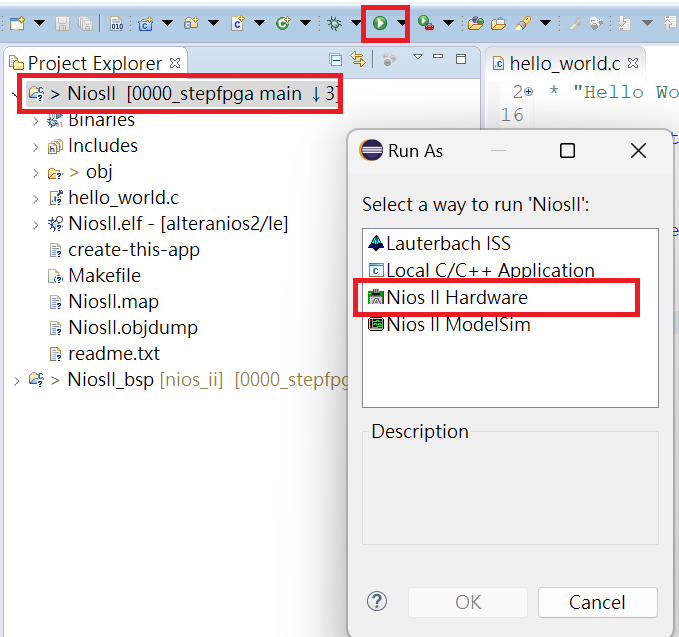 Project Explorer
hello_world.c
> NiosII [0000_stepfpga main ↓3]
Binaries
Includes
> obj
hello_world.c
NiosII.elf - [alteranios2/le]
create-this-app
Makefile
NiosII.map
NiosII.objdump
readme.txt
> NiosII_bsp [nios_ii] [0000_stepfpg
2 * "Hello Wo
16
Run As
Select a way to run 'NiosII':
Lauterbach ISS
Local C/C++ Application
Nios II Hardware
Nios II ModelSim
Description
OK
Cancel